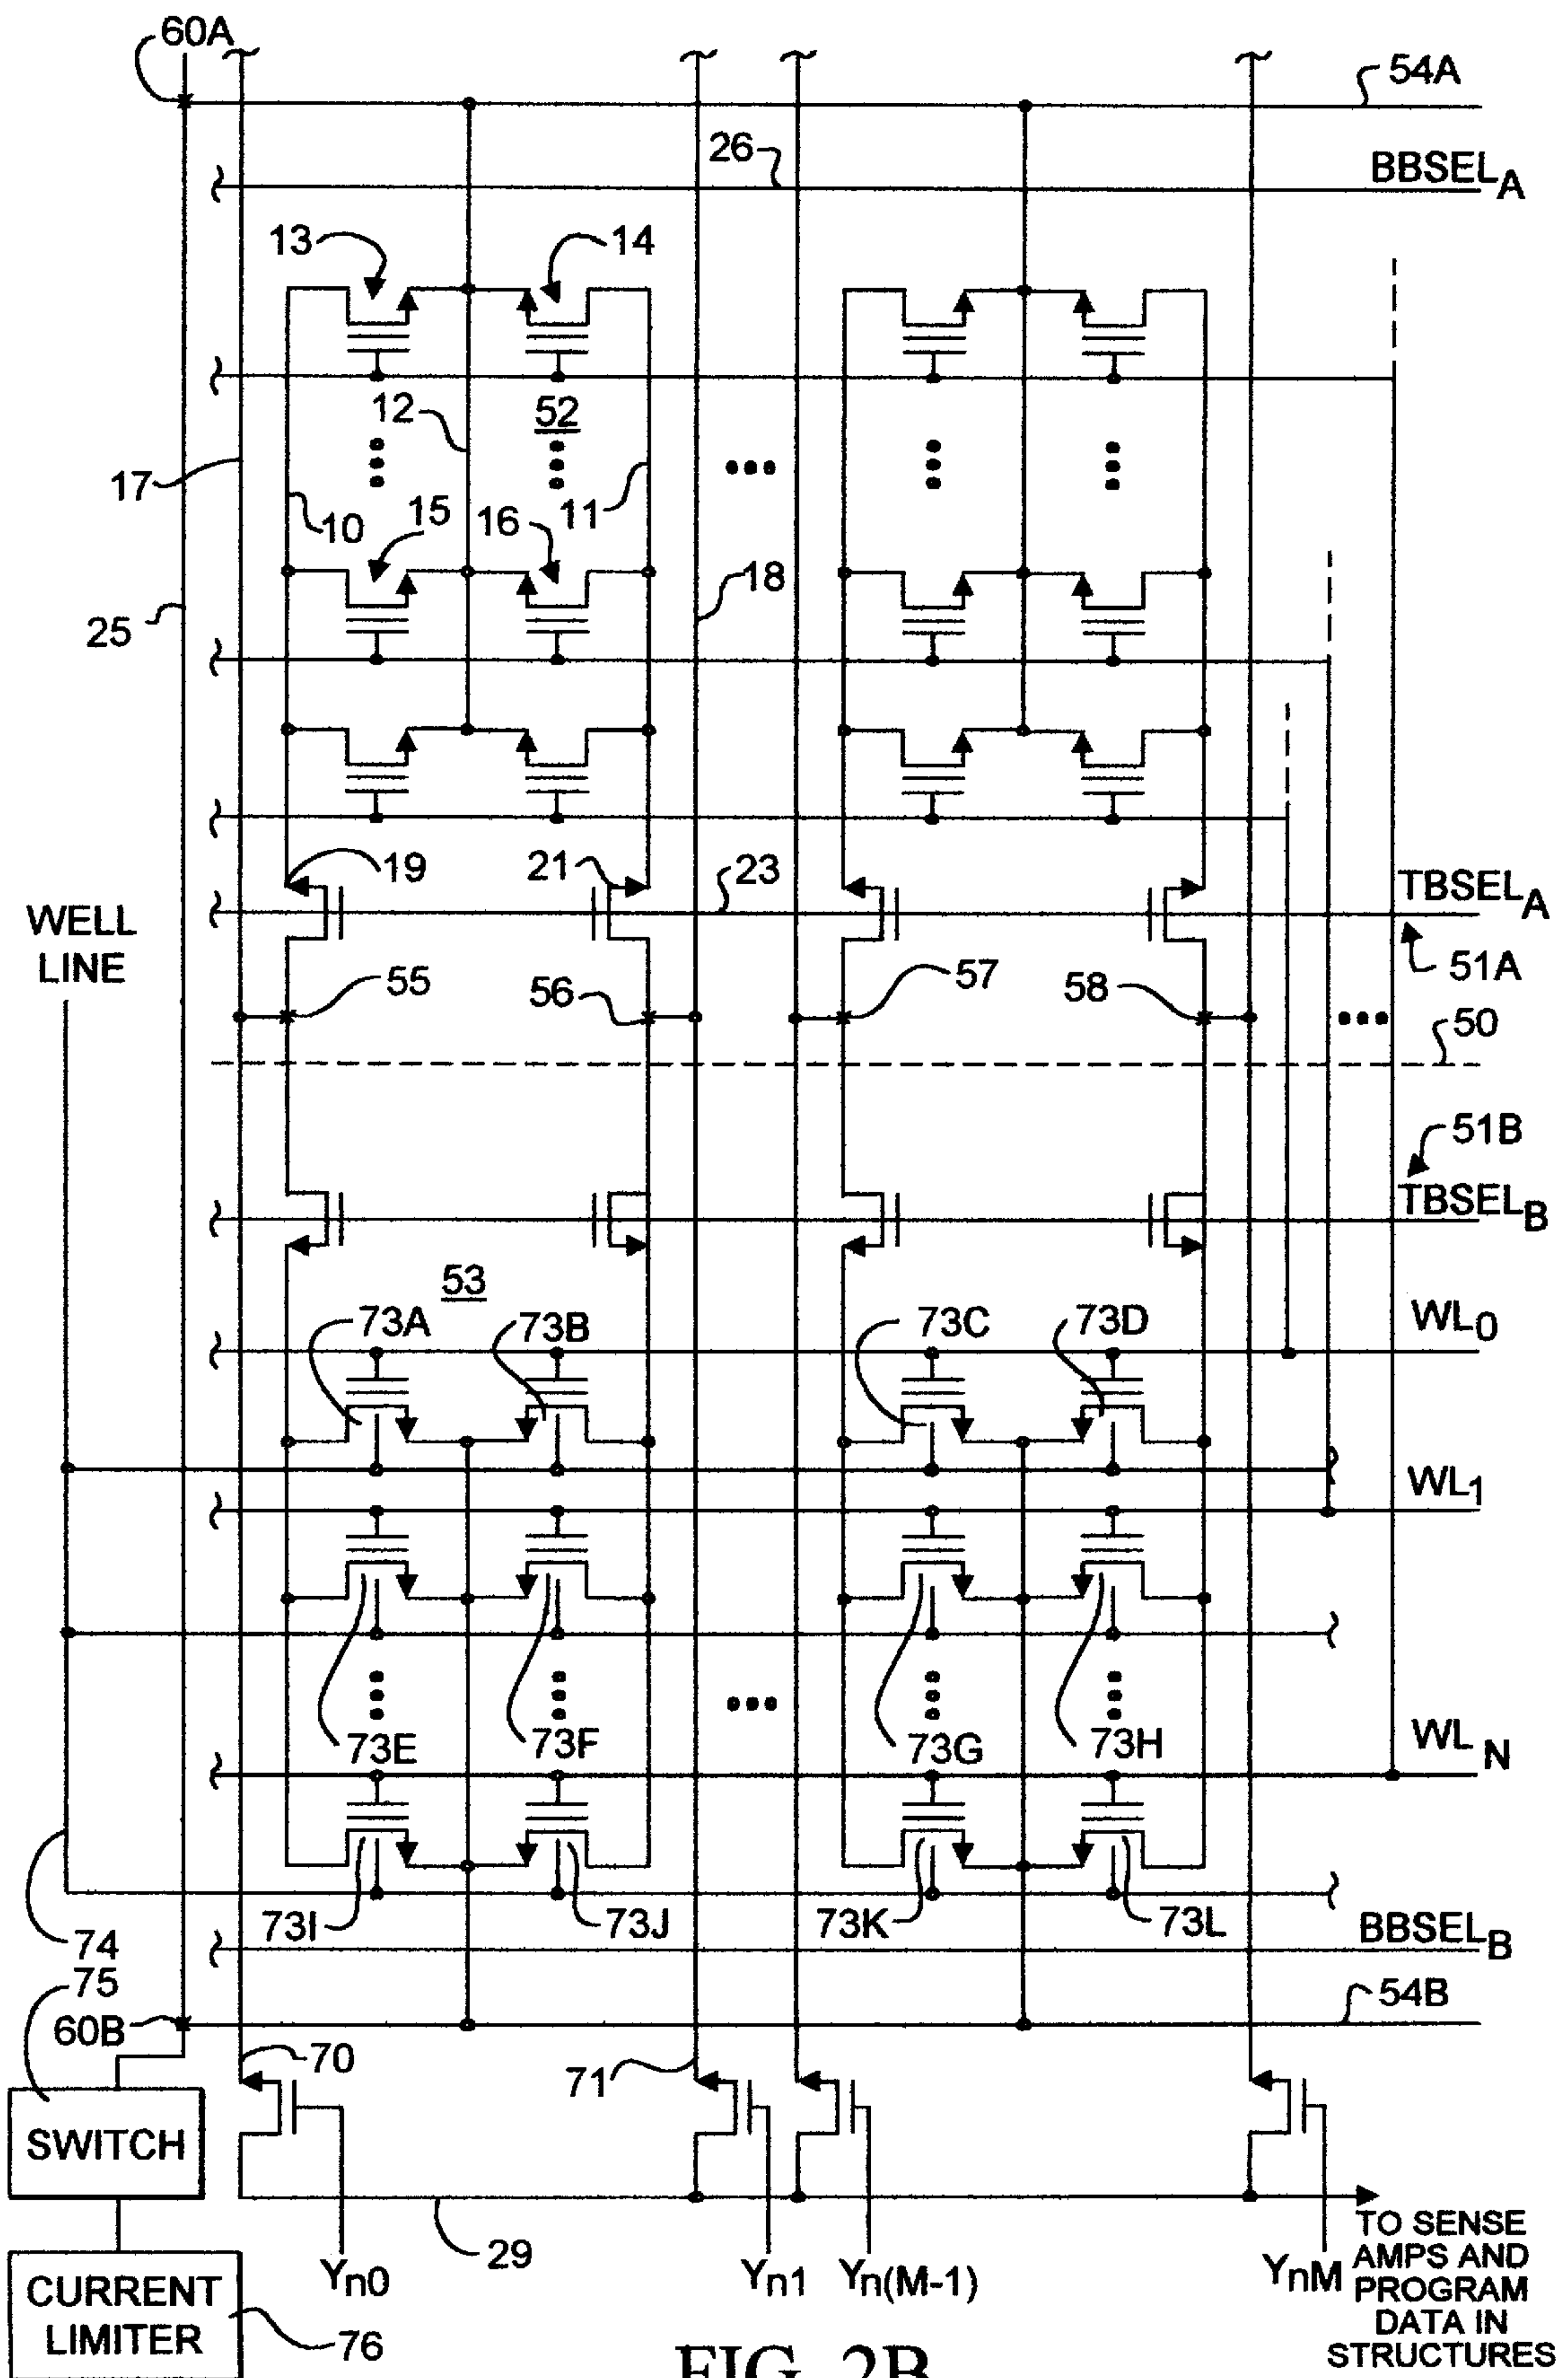 60A
54A
26
BBSELA
13
14
12
52
17
10
15
16
11
18
25
19
21
23
TBSELA
WELL
LINE
51A
55
56
57
58
50
51B
TBSELB
53
WL0
73A
73B
73C
73D
WL1
73E
73F
73G
73H
WL N
73I
73J
73K
73L
74
BBSELB
75
54B
60B
70
71
SWITCH
29
Yn0
Yn1
Yn(M-1)
YnM
TO SENSE
AMPS AND
PROGRAM
DATA IN
STRUCTURES
CURRENT
LIMITER
76
FIG. 2B